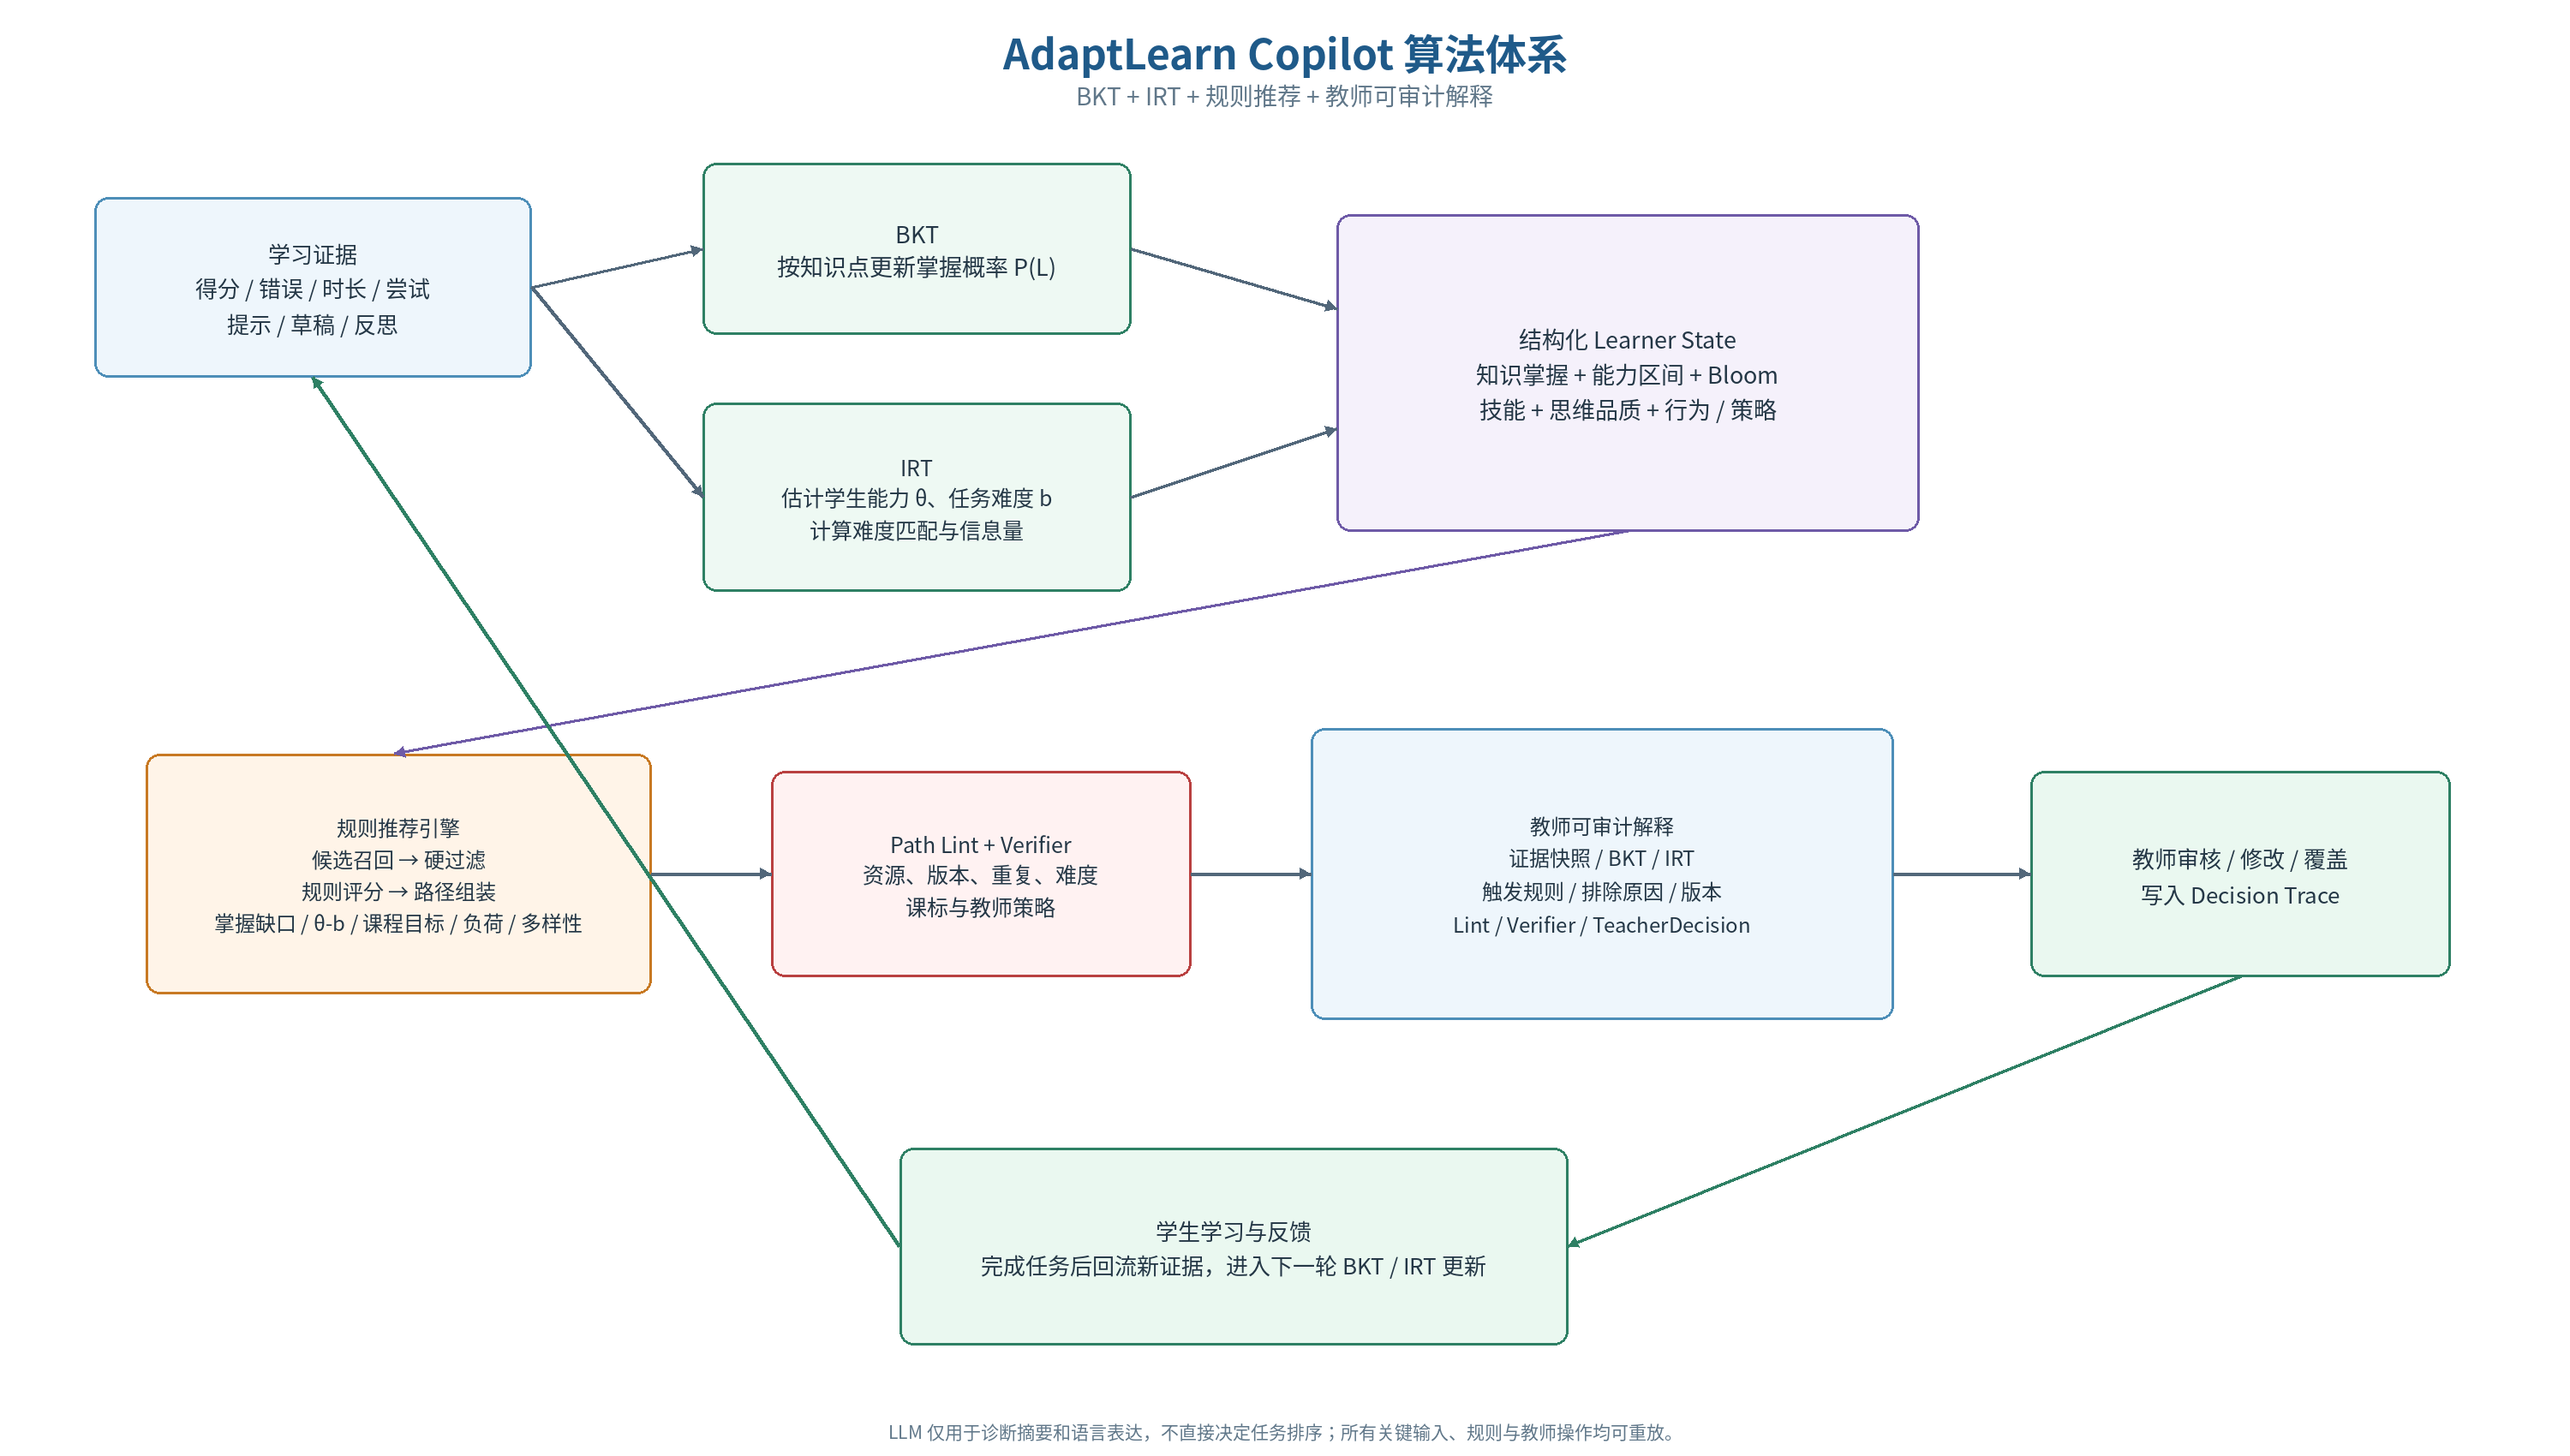 AdaptLearn Copilot 算法体系
BKT + IRT + 规则推荐 + 教师可审计解释
学习证据
得分 / 错误 / 时长 / 尝试
提示 / 草稿 / 反思
BKT
按知识点更新掌握概率 P(L)
IRT
估计学生能力 θ、任务难度 b
计算难度匹配与信息量
结构化 Learner State
知识掌握 + 能力区间 + Bloom
技能 + 思维品质 + 行为 / 策略
规则推荐引擎
候选召回 → 硬过滤
规则评分 → 路径组装
掌握缺口 / θ-b / 课程目标 / 负荷 / 多样性
Path Lint + Verifier
资源、版本、重复、难度
课标与教师策略
教师可审计解释
证据快照 / BKT / IRT
触发规则 / 排除原因 / 版本
Lint / Verifier / TeacherDecision
教师审核 / 修改 / 覆盖
写入 Decision Trace
学生学习与反馈
完成任务后回流新证据，进入下一轮 BKT / IRT 更新
LLM 仅用于诊断摘要和语言表达，不直接决定任务排序；所有关键输入、规则与教师操作均可重放。